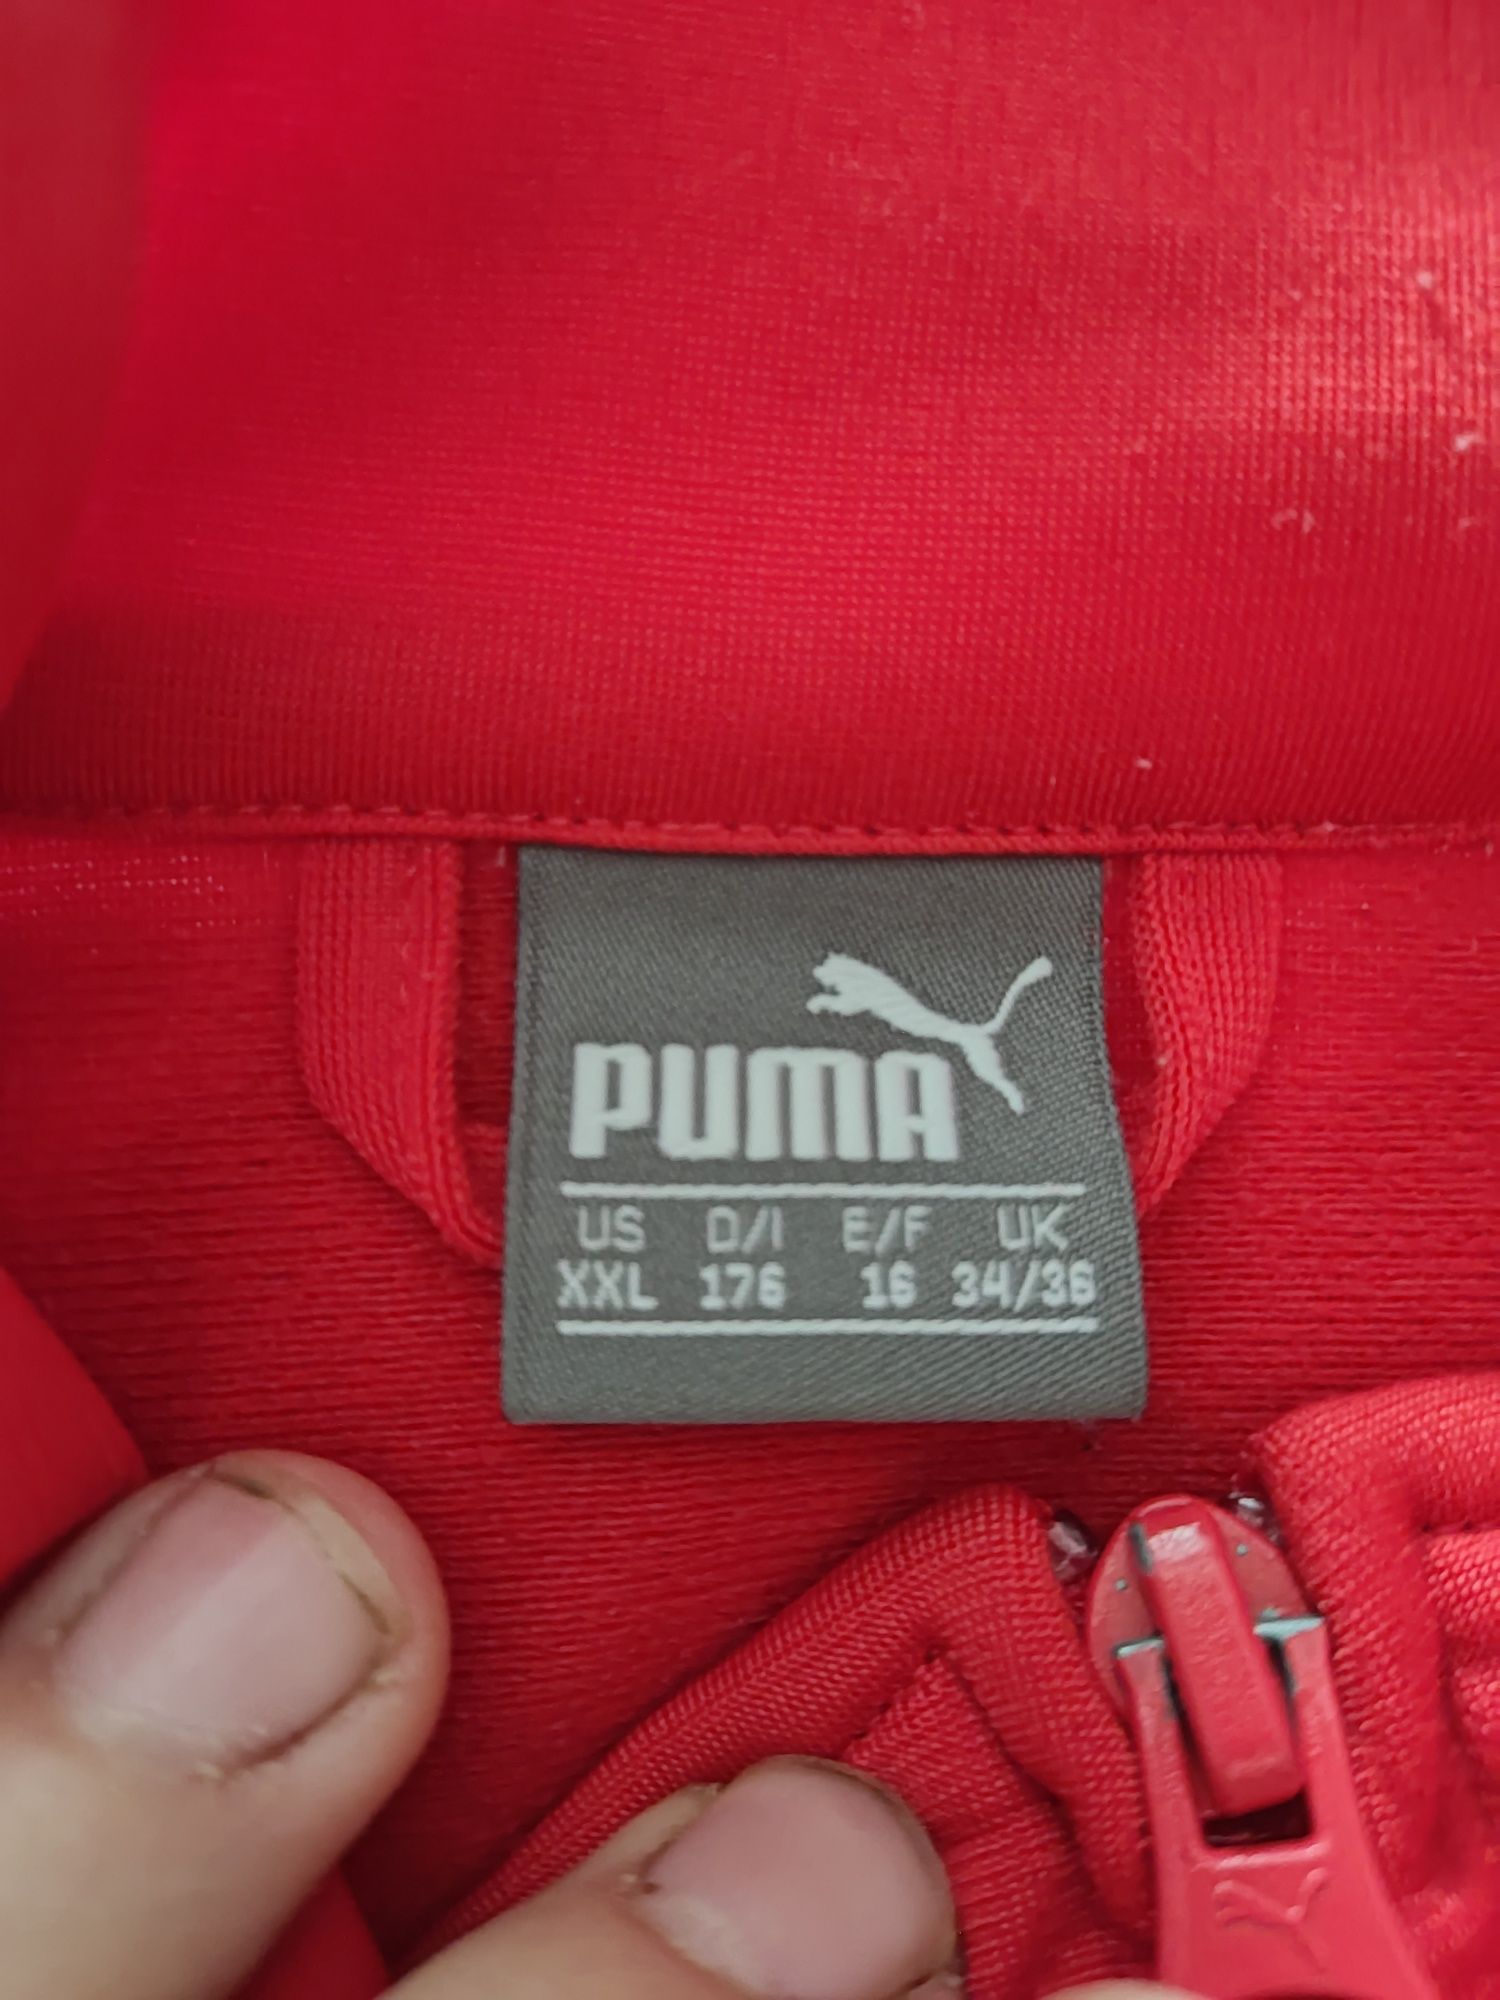 PUMA
US D/I E/F UK
XXL 176 16 34/36